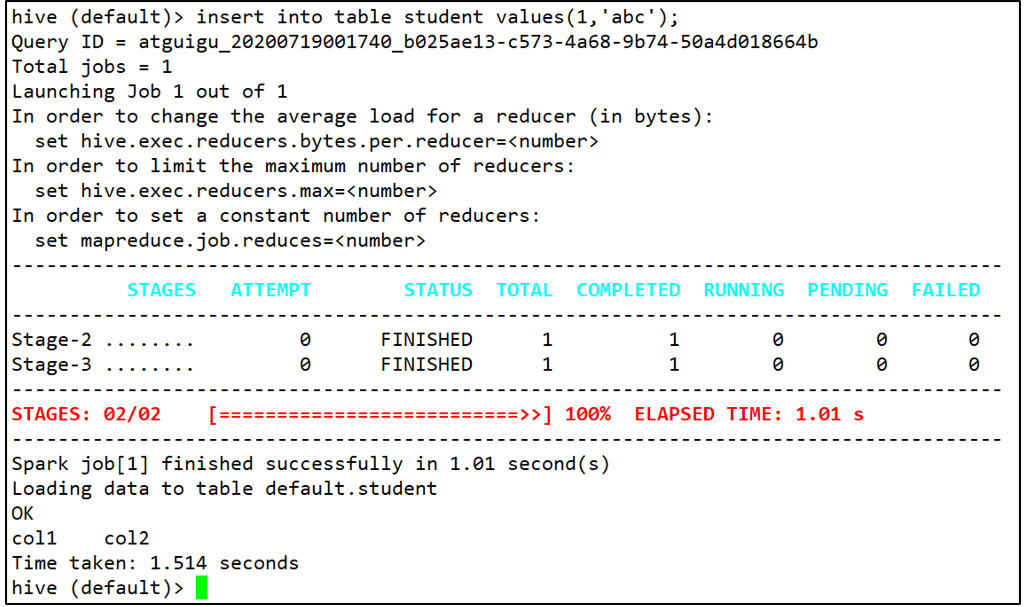 hive (default)> insert into table student values(1,'abc');
Query ID = atguigu_20200719001740_b025ae13-c573-4a68-9b74-50a4d018664b
Total jobs = 1
Launching Job 1 out of 1
In order to change the average load for a reducer (in bytes):
  set hive.exec.reducers.bytes.per.reducer=<number>
In order to limit the maximum number of reducers:
  set hive.exec.reducers.max=<number>
In order to set a constant number of reducers:
  set mapreduce.job.reduces=<number>
--------------------------------------------------------------------------------------
          STAGES   ATTEMPT        STATUS  TOTAL  COMPLETED  RUNNING  PENDING  FAILED
--------------------------------------------------------------------------------------
Stage-2 ........         0      FINISHED      1          1        0        0       0
Stage-3 ........         0      FINISHED      1          1        0        0       0
--------------------------------------------------------------------------------------
STAGES: 02/02    [==========================>>] 100%  ELAPSED TIME: 1.01 s
--------------------------------------------------------------------------------------
Spark job[1] finished successfully in 1.01 second(s)
Loading data to table default.student
OK
col1    col2
Time taken: 1.514 seconds
hive (default)>